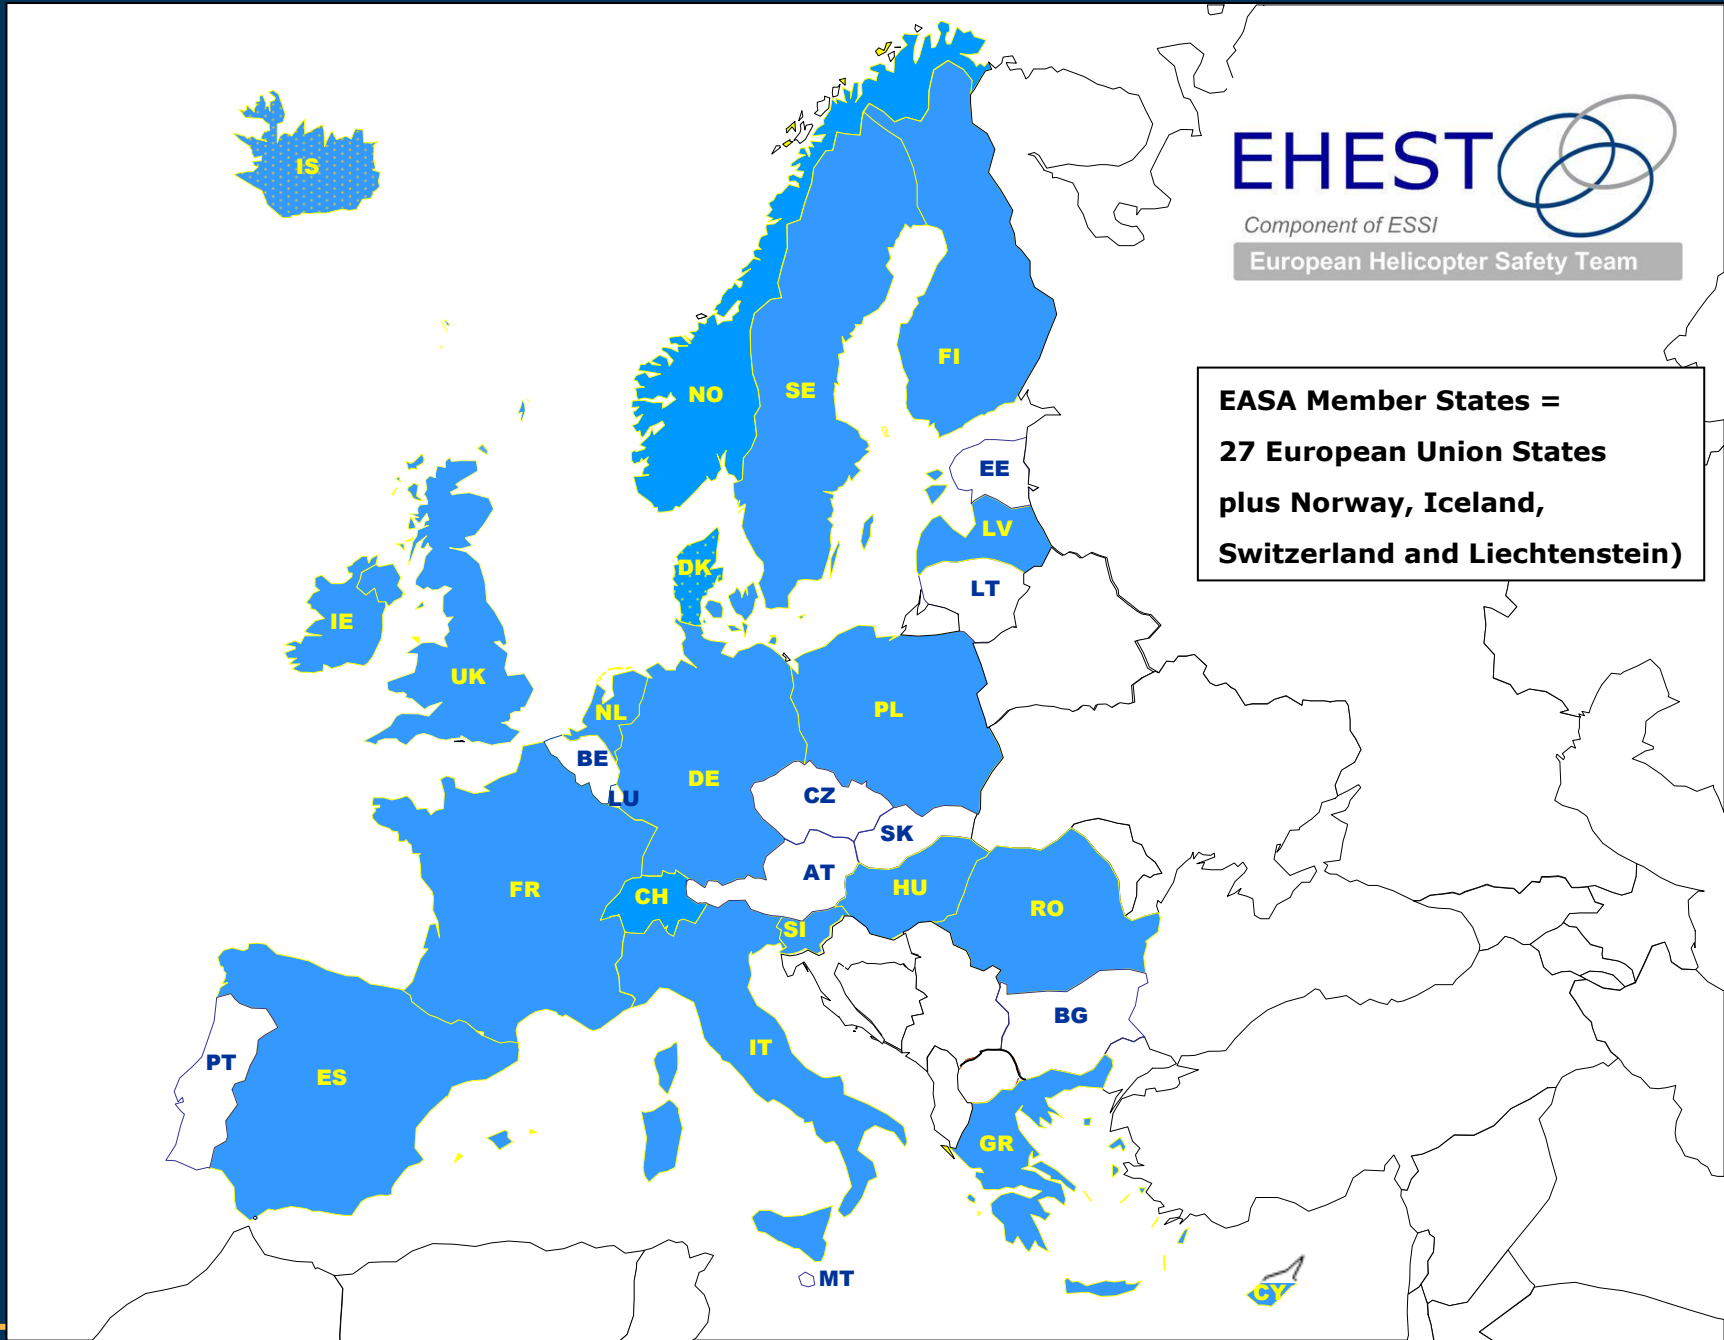 IS
EHEST
Component of ESSI
European Helicopter Safety Team
EASA Member States =
27 European Union States
plus Norway, Iceland,
Switzerland and Liechtenstein)
NO
SE
FI
EE
LV
LT
DK
IE
UK
NL
PL
BE
DE
LU
CZ
SK
AT
HU
FR
CH
RO
SI
BG
PT
ES
IT
GR
MT
CY